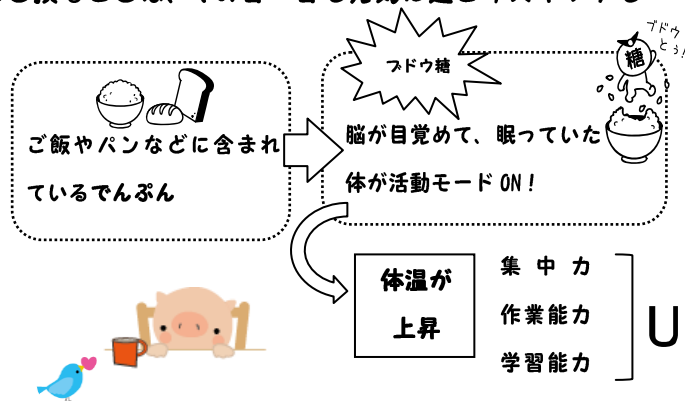 ブドウ糖
ブドウ
とう！
糖
ご飯やパンなどに含まれ
ているでんぷん
脳が目覚めて、眠っていた
体が活動モードON！
体温が
上昇
集中力
作業能力
学習能力
U